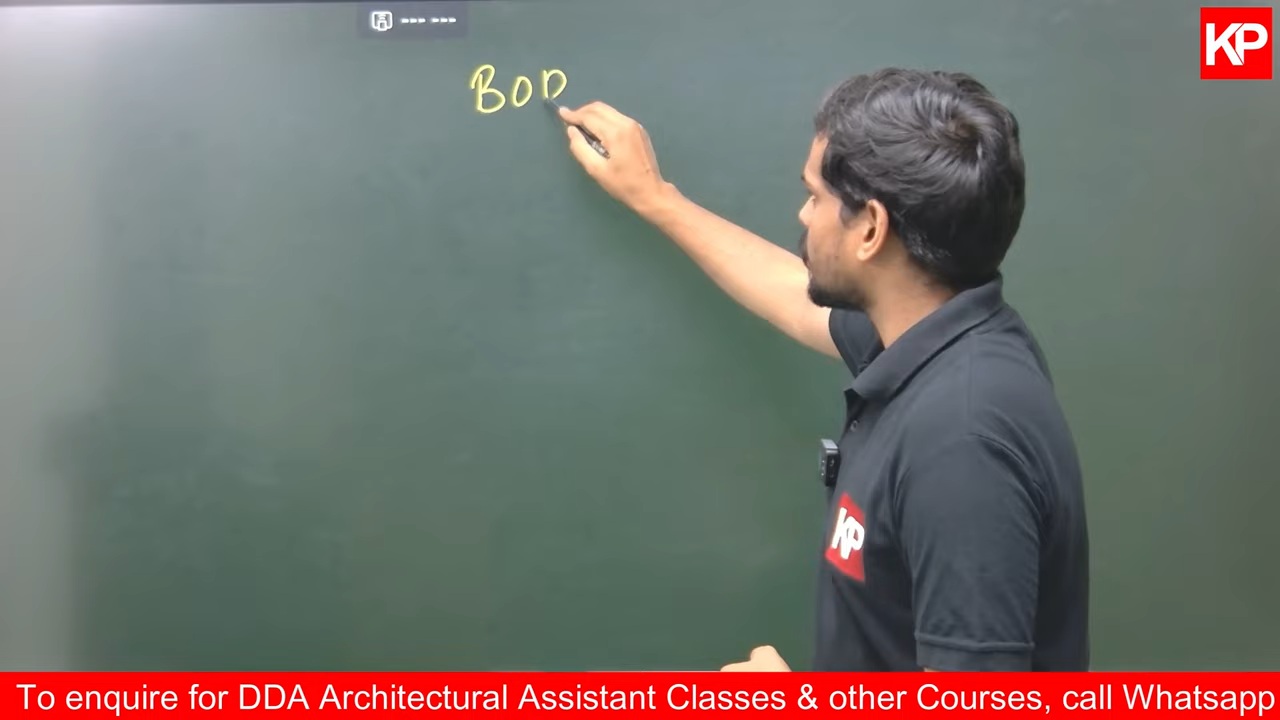 KP
BOD
KP
To enquire for DDA Architectural Assistant Classes & other Courses, call Whatsapp